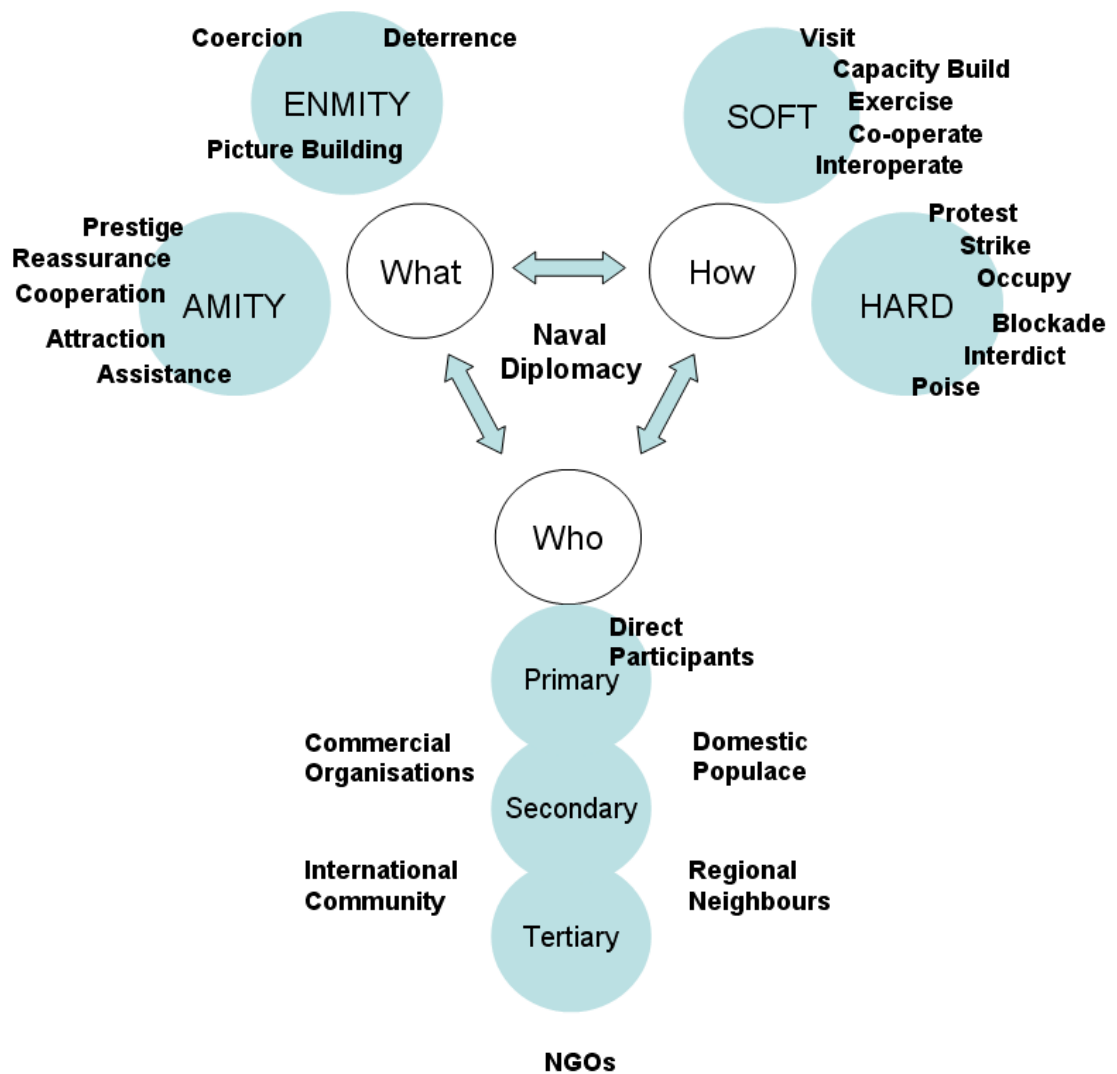 Coercion
Deterrence
ENMITY
Picture Building
Visit
Capacity Build
Exercise
SOFT
Co-operate
Interoperate
Prestige
Reassurance
Cooperation
AMITY
Attraction
Assistance
What
How
Protest
Strike
Occupy
HARD
Blockade
Interdict
Poise
Naval
Diplomacy
Who
Direct
Participants
Primary
Commercial
Organisations
Domestic
Populace
Secondary
International
Community
Regional
Neighbours
Tertiary
NGOs